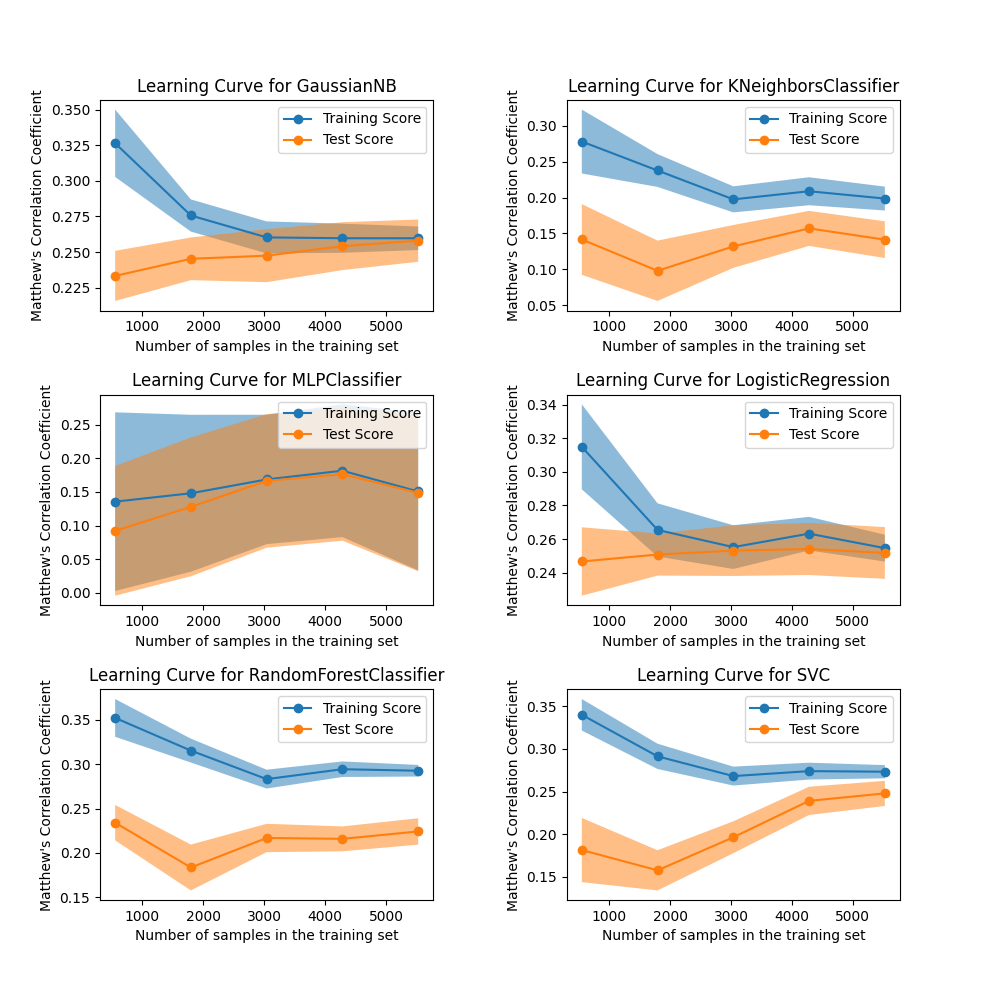 Learning Curve for GaussianNB
Matthew's Correlation Coefficient
0.350
0.325
0.300
0.275
0.250
0.225
Training Score
Test Score
1000 2000 3000 4000 5000
Number of samples in the training set
Learning Curve for KNeighborsClassifier
Matthew's Correlation Coefficient
0.30
0.25
0.20
0.15
0.10
0.05
Training Score
Test Score
1000 2000 3000 4000 5000
Number of samples in the training set
Learning Curve for MLPClassifier
Matthew's Correlation Coefficient
0.25
0.20
0.15
0.10
0.05
0.00
Training Score
Test Score
1000 2000 3000 4000 5000
Number of samples in the training set
Learning Curve for LogisticRegression
Matthew's Correlation Coefficient
0.34
0.32
0.30
0.28
0.26
0.24
Training Score
Test Score
1000 2000 3000 4000 5000
Number of samples in the training set
Learning Curve for RandomForestClassifier
Matthew's Correlation Coefficient
0.35
0.30
0.25
0.20
0.15
Training Score
Test Score
1000 2000 3000 4000 5000
Number of samples in the training set
Learning Curve for SVC
Matthew's Correlation Coefficient
0.35
0.30
0.25
0.20
0.15
Training Score
Test Score
1000 2000 3000 4000 5000
Number of samples in the training set